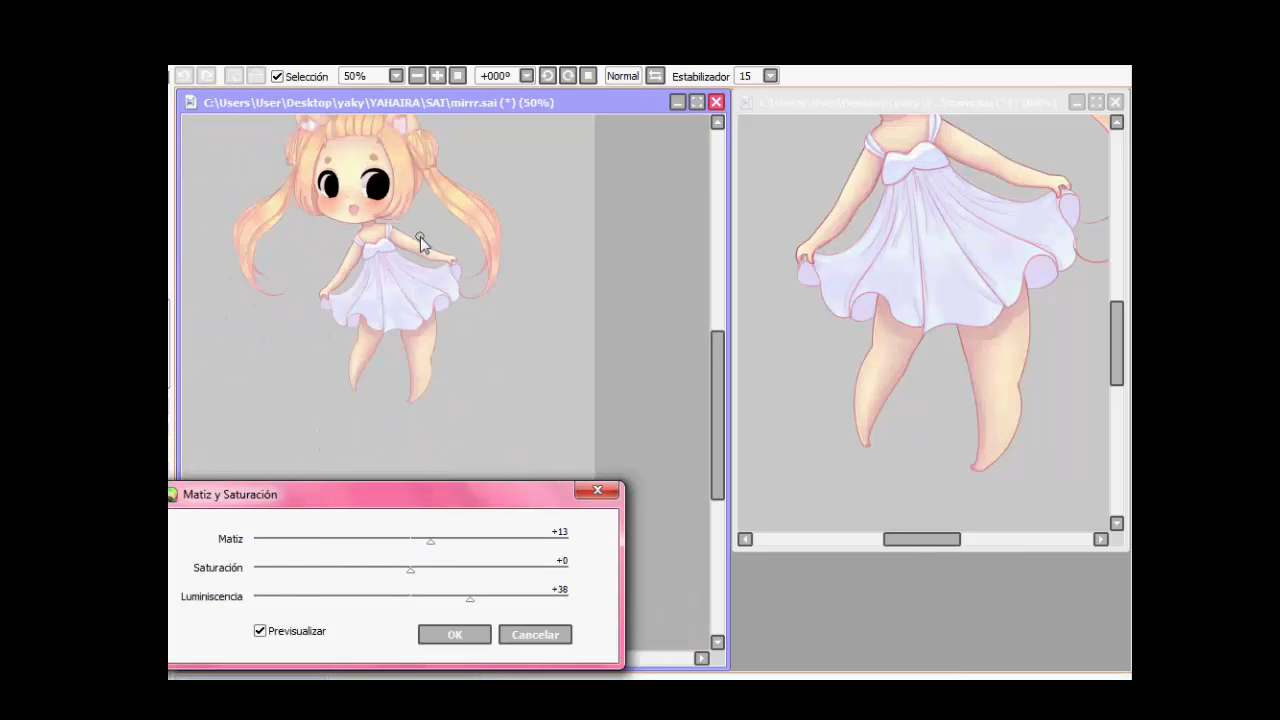 Selección 50% +000º Normal Estabilizador 15
C:\Users\User\Desktop\yaky\YAHAIRA\SAI\mirrr.sai (*) (50%)
Matiz y Saturación
Matiz +13
Saturación +0
Luminiscencia +38
Previsualizar OK Cancelar